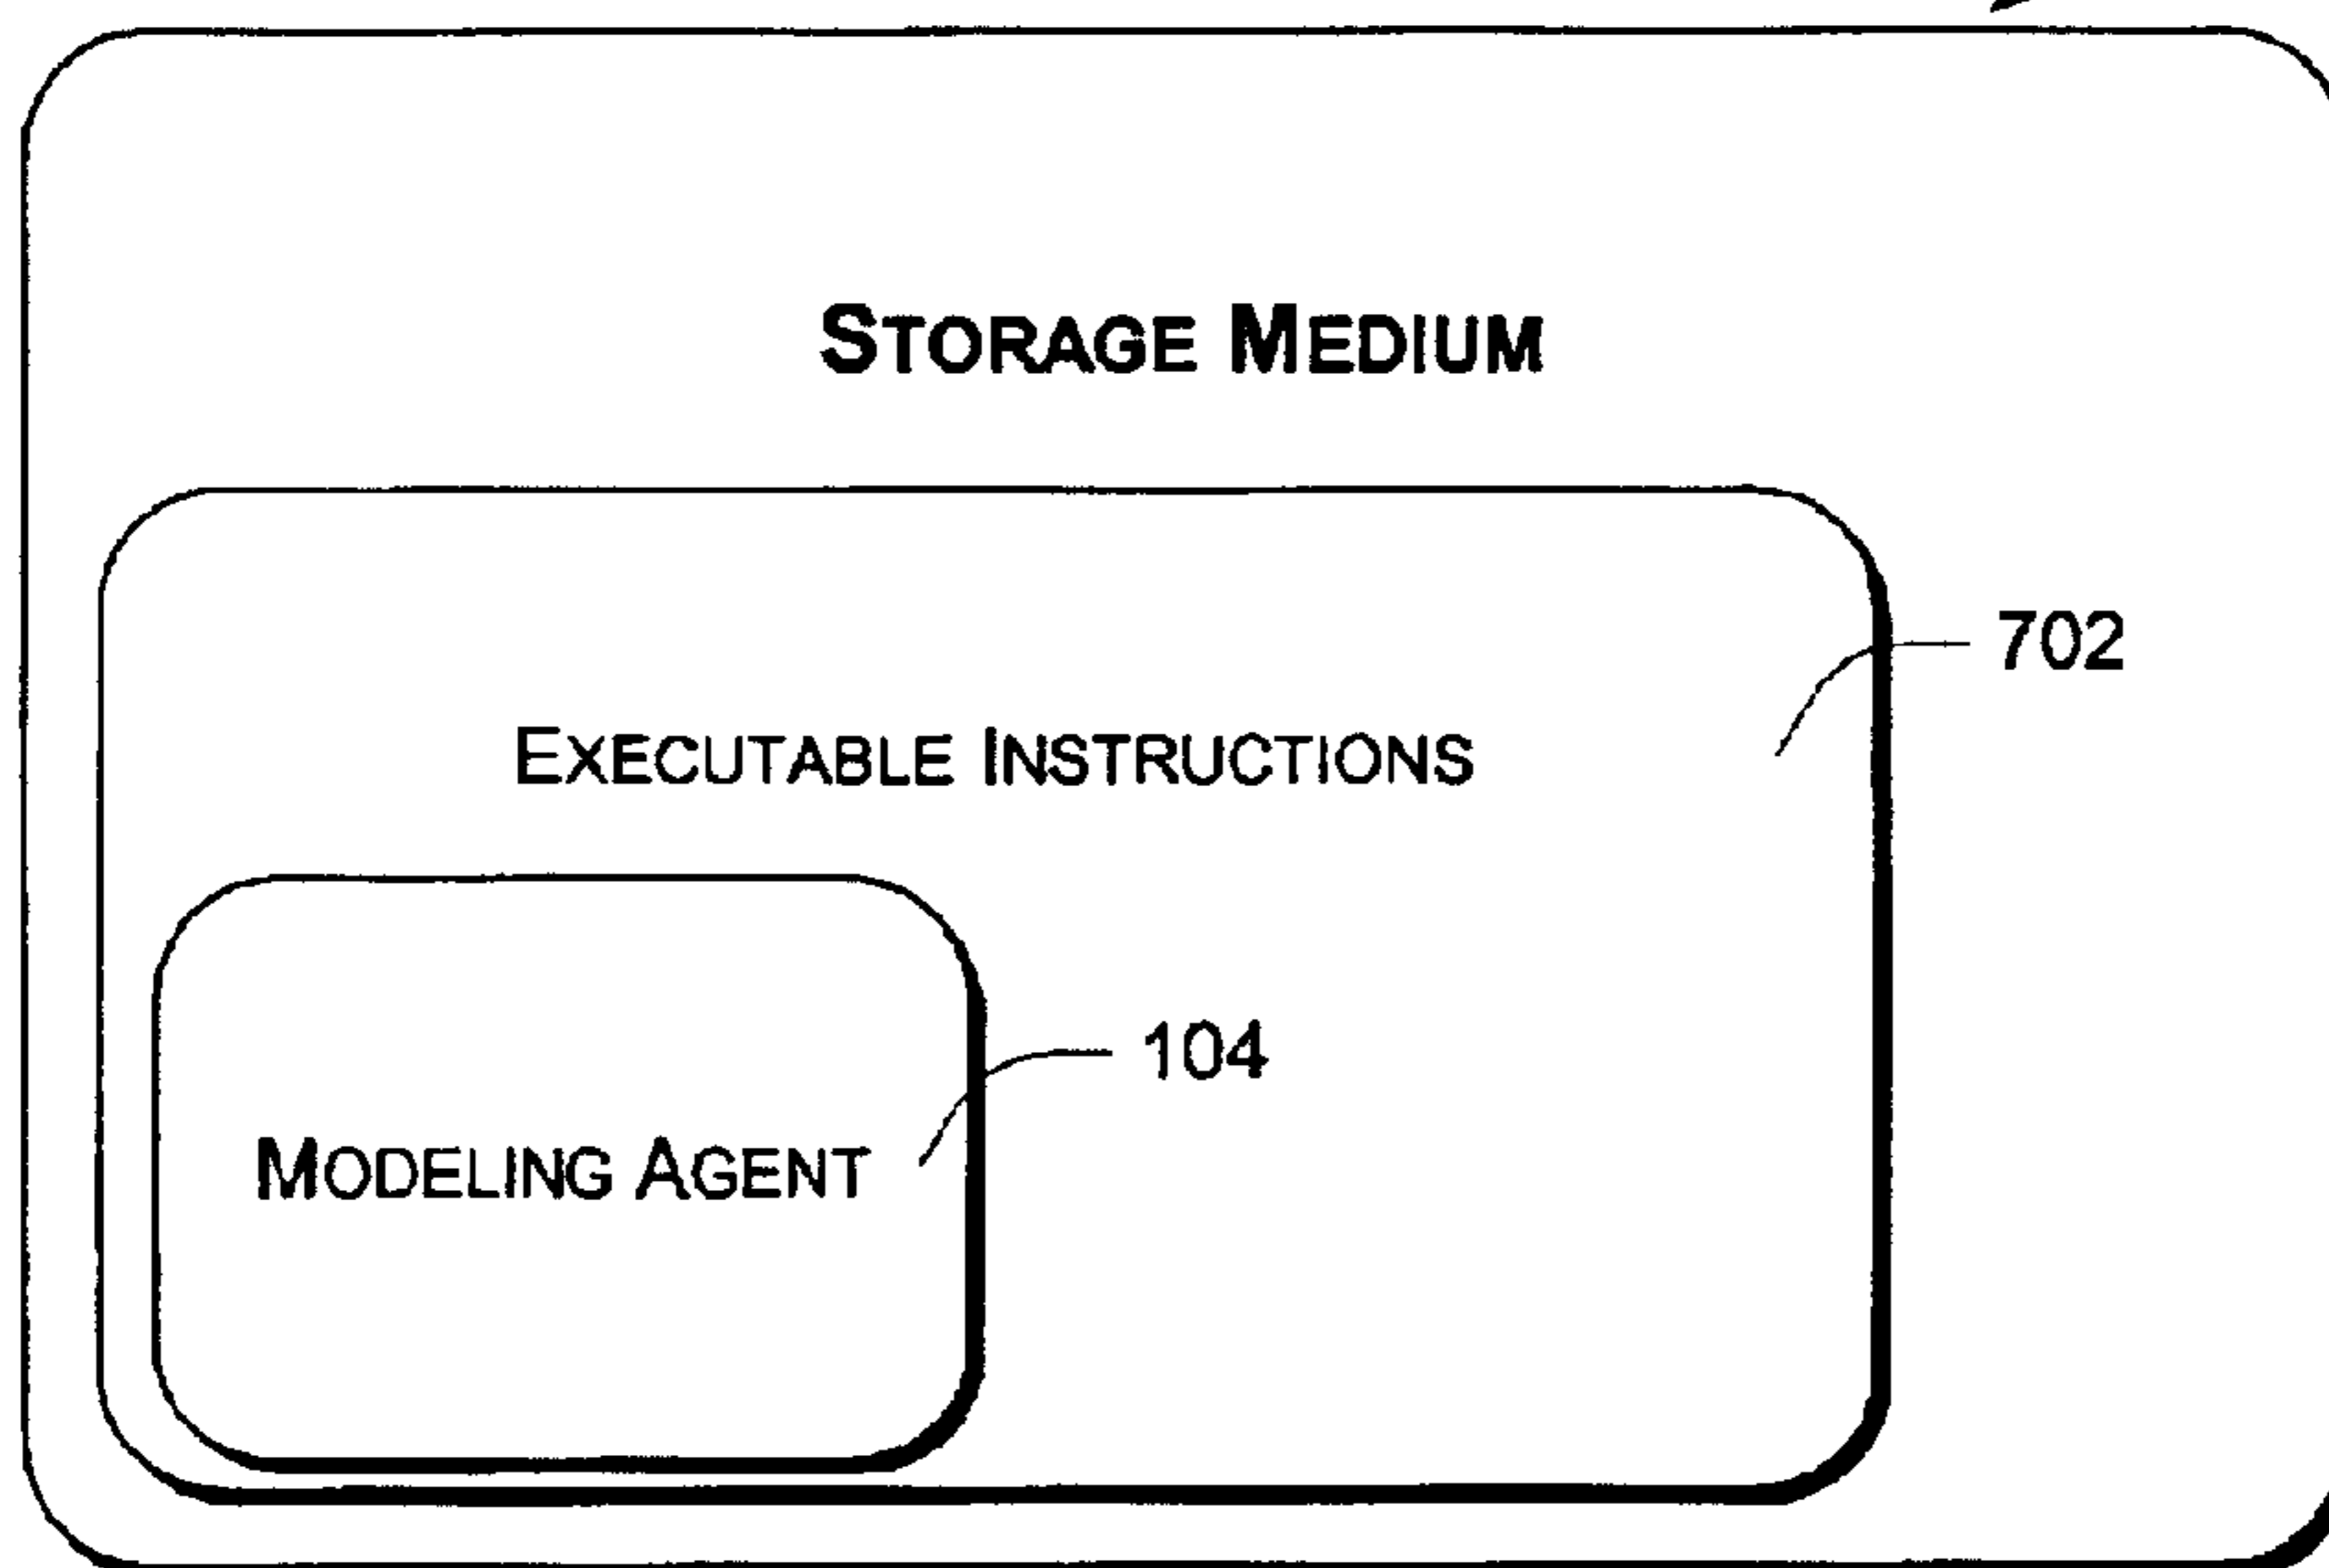 STORAGE MEDIUM
702
EXECUTABLE INSTRUCTIONS
104
MODELING AGENT